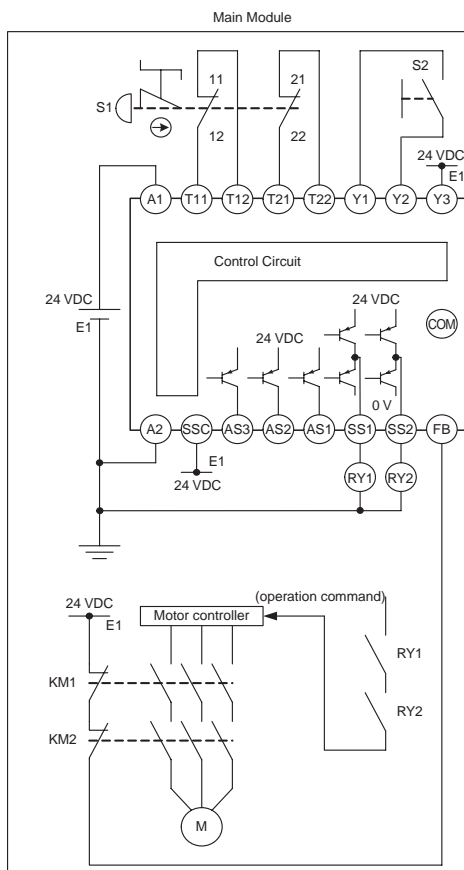 Main Module
11
21
S2
S1
12
22
24 VDC
E1
A1
T11
T12
T21
T22
Y1
Y2
Y3
Control Circuit
24 VDC
E1
24 VDC
24 VDC
COM
0 V
A2
SSC
AS3
AS2
AS1
SS1
SS2
FB
E1
24 VDC
RY1
RY2
24 VDC
E1
(operation command)
Motor controller
RY1
KM1
RY2
KM2
M